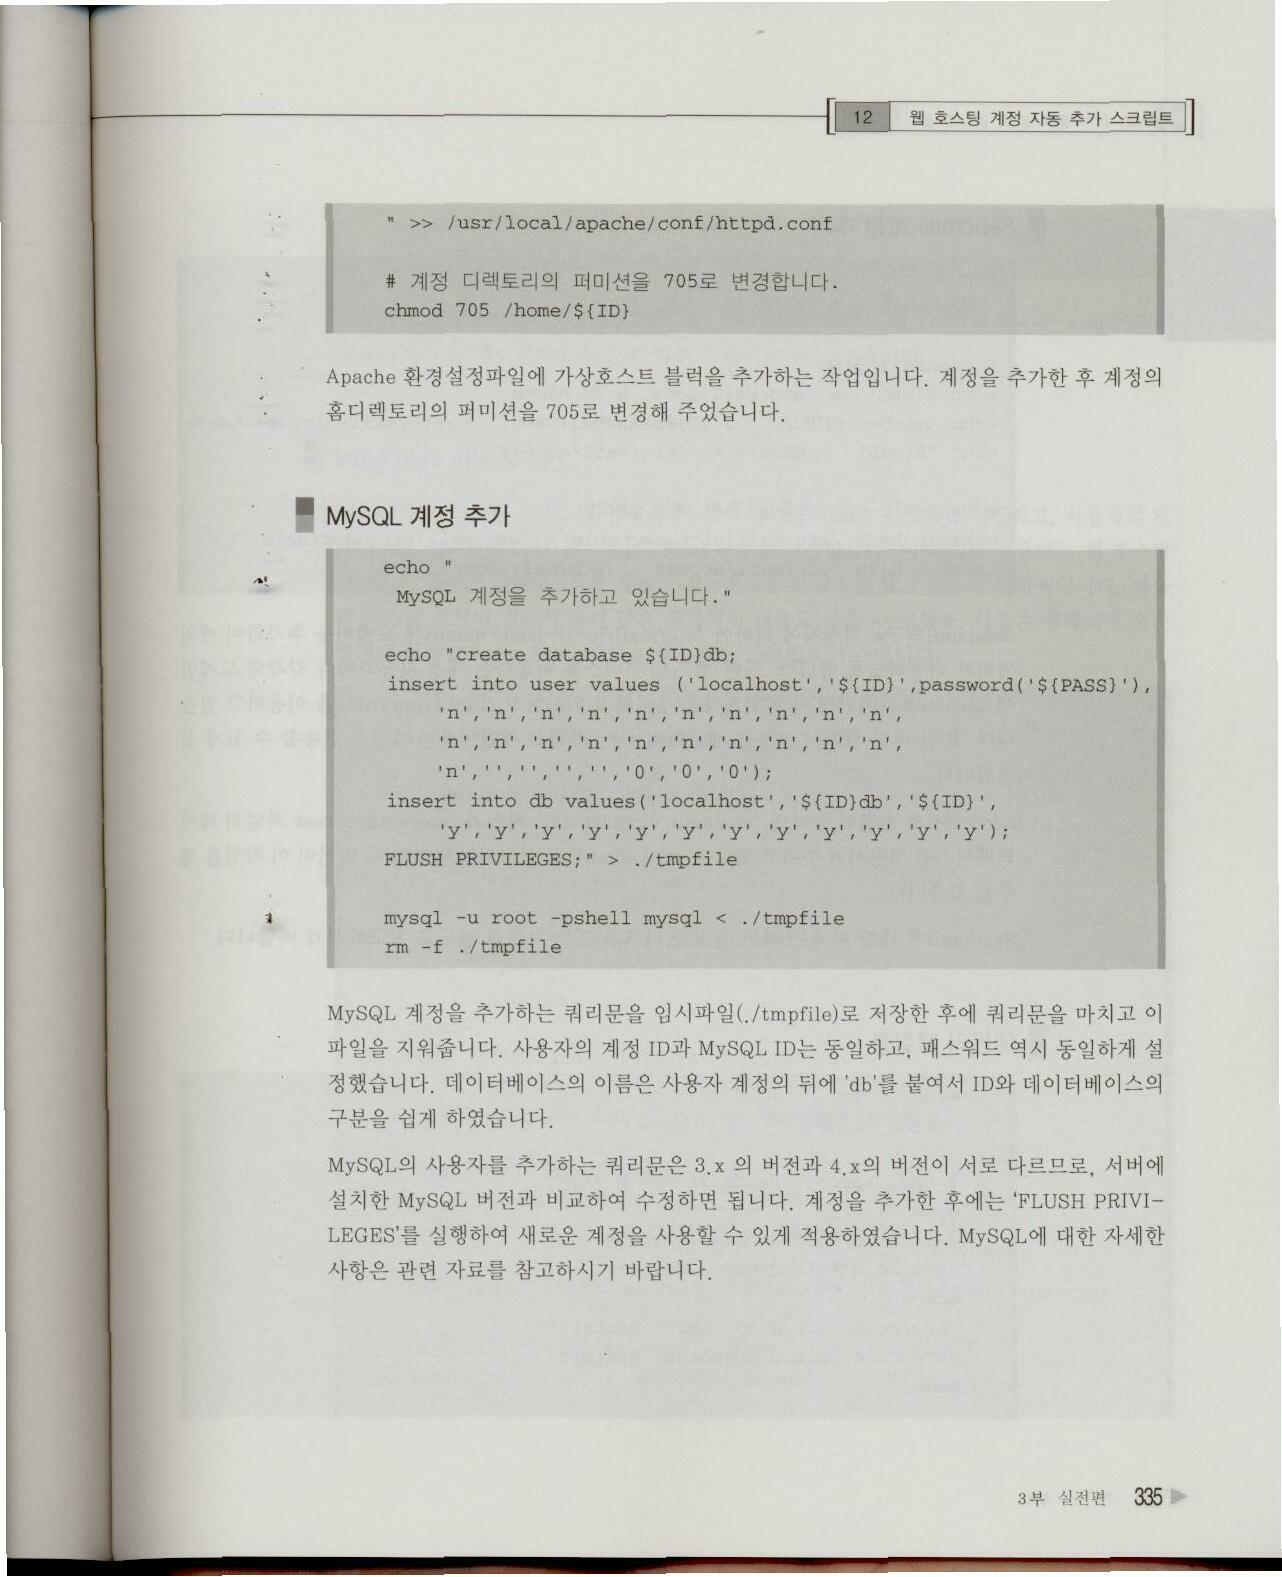 12 웹 호스팅 계정 자동 추가 스크립트
" >> /usr/local/apache/conf/httpd.conf
# 계정 디렉토리의 퍼미션을 705로 변경합니다.
chmod 705 /home/${ID}
Apache 환경설정파일에 가상호스트 블럭을 추가하는 작업입니다. 계정을 추가한 후 계정의
홈디렉토리의 퍼미션을 705로 변경해 주었습니다.
MySQL 계정 추가
echo "
MySQL 계정을 추가하고 있습니다."
echo "create database ${ID}db;
insert into user values ('localhost','${ID}',password('${PASS}'),
'n','n','n','n','n','n','n','n','n','n',
'n','n','n','n','n','n','n','n','n','n',
'n','','','','','0','0','0');
insert into db values('localhost','${ID}db','${ID}',
'y','y','y','y','y','y','y','y','y','y','y','y');
FLUSH PRIVILEGES;" > ./tmpfile
mysql -u root -pshell mysql < ./tmpfile
rm -f ./tmpfile
MySQL 계정을 추가하는 쿼리문을 임시파일(./tmpfile)로 저장한 후에 쿼리문을 마치고 이
파일을 지워줍니다. 사용자의 계정 ID과 MySQL ID는 동일하고, 패스워드 역시 동일하게 설
정했습니다. 데이터베이스의 이름은 사용자 계정의 뒤에 'db'를 붙여서 ID와 데이터베이스의
구분을 쉽게 하였습니다.
MySQL의 사용자를 추가하는 쿼리문은 3.x 의 버전과 4.x의 버전이 서로 다르므로, 서버에
설치한 MySQL 버전과 비교하여 수정하면 됩니다. 계정을 추가한 후에는 'FLUSH PRIVI-
LEGES'를 실행하여 새로운 계정을 사용할 수 있게 적용하였습니다. MySQL에 대한 자세한
사항은 관련 자료를 참고하시기 바랍니다.
3부 실전편 335